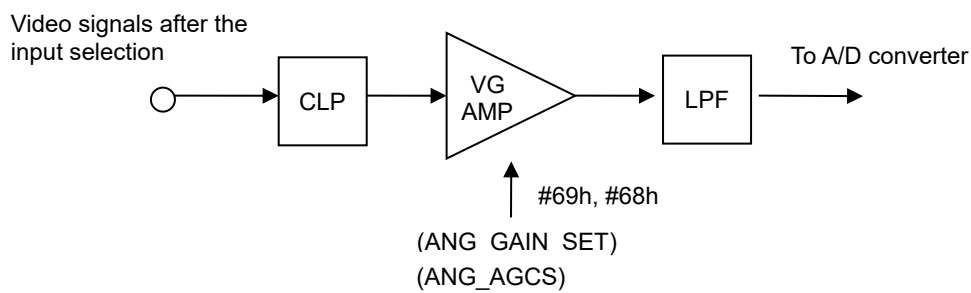 Video signals after the
input selection
To A/D converter
CLP
VG
AMP
LPF
#69h, #68h
(ANG GAIN SET)
(ANG_AGCS)